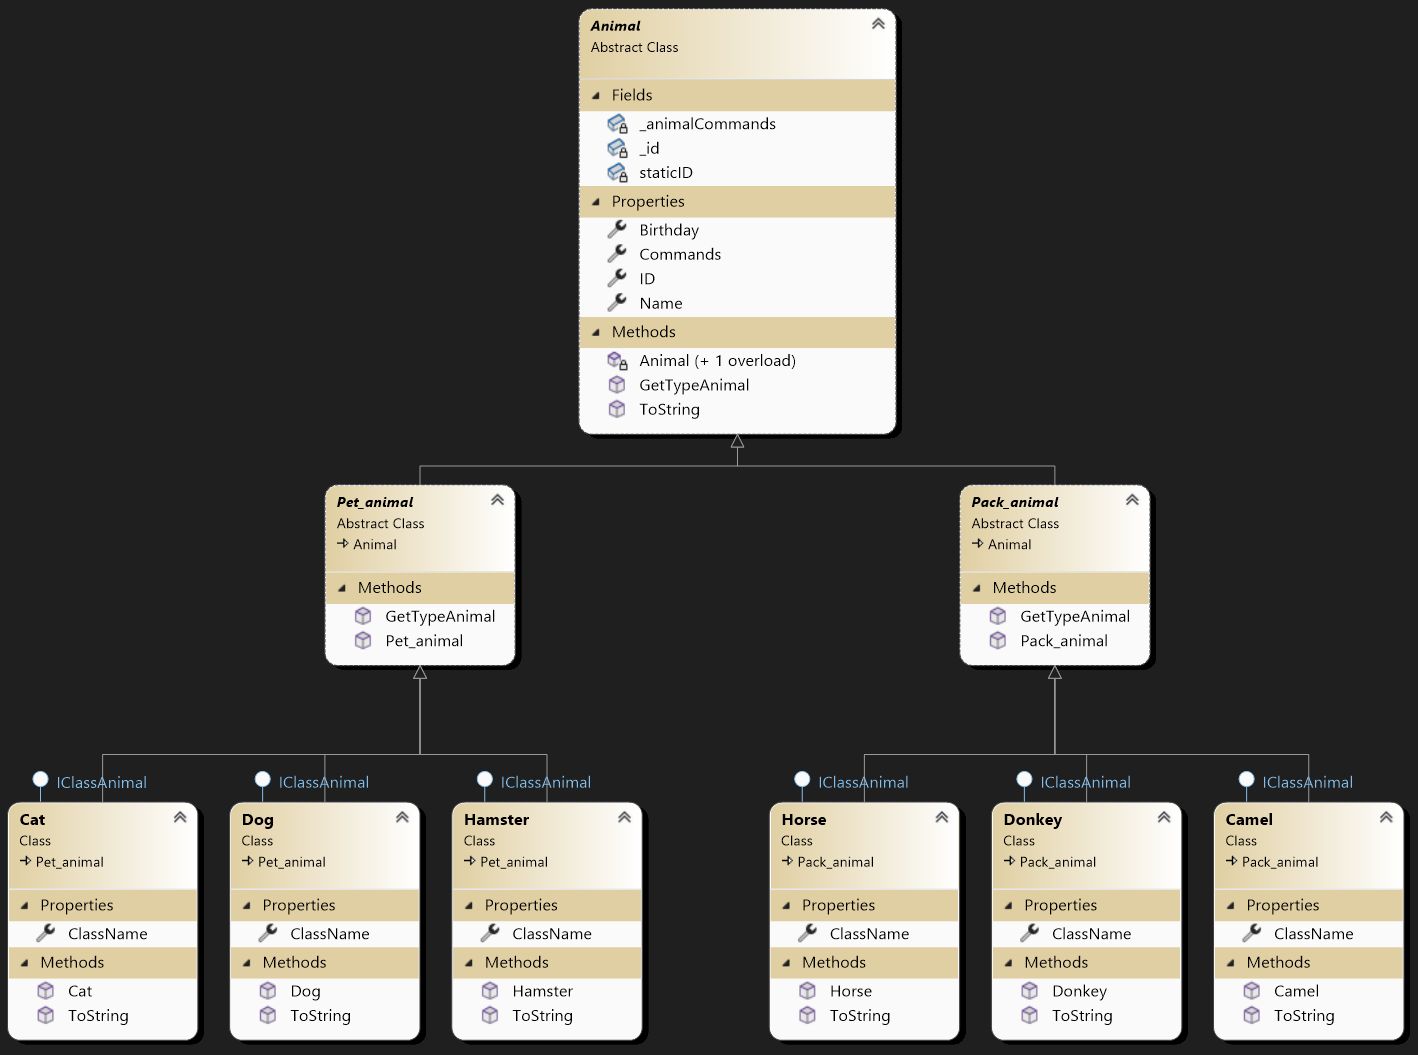 Animal
Abstract Class
Fields
_animalCommands
_id
staticID
Properties
Birthday
Commands
ID
Name
Methods
Animal (+ 1 overload)
GetTypeAnimal
ToString
Pet_animal
Abstract Class
Animal
Methods
GetTypeAnimal
Pet_animal
Pack_animal
Abstract Class
Animal
Methods
GetTypeAnimal
Pack_animal
IClassAnimal
Cat
Class
Pet_animal
Properties
ClassName
Methods
Cat
ToString
IClassAnimal
Dog
Class
Pet_animal
Properties
ClassName
Methods
Dog
ToString
IClassAnimal
Hamster
Class
Pet_animal
Properties
ClassName
Methods
Hamster
ToString
IClassAnimal
Horse
Class
Pack_animal
Properties
ClassName
Methods
Horse
ToString
IClassAnimal
Donkey
Class
Pack_animal
Properties
ClassName
Methods
Donkey
ToString
IClassAnimal
Camel
Class
Pack_animal
Properties
ClassName
Methods
Camel
ToString